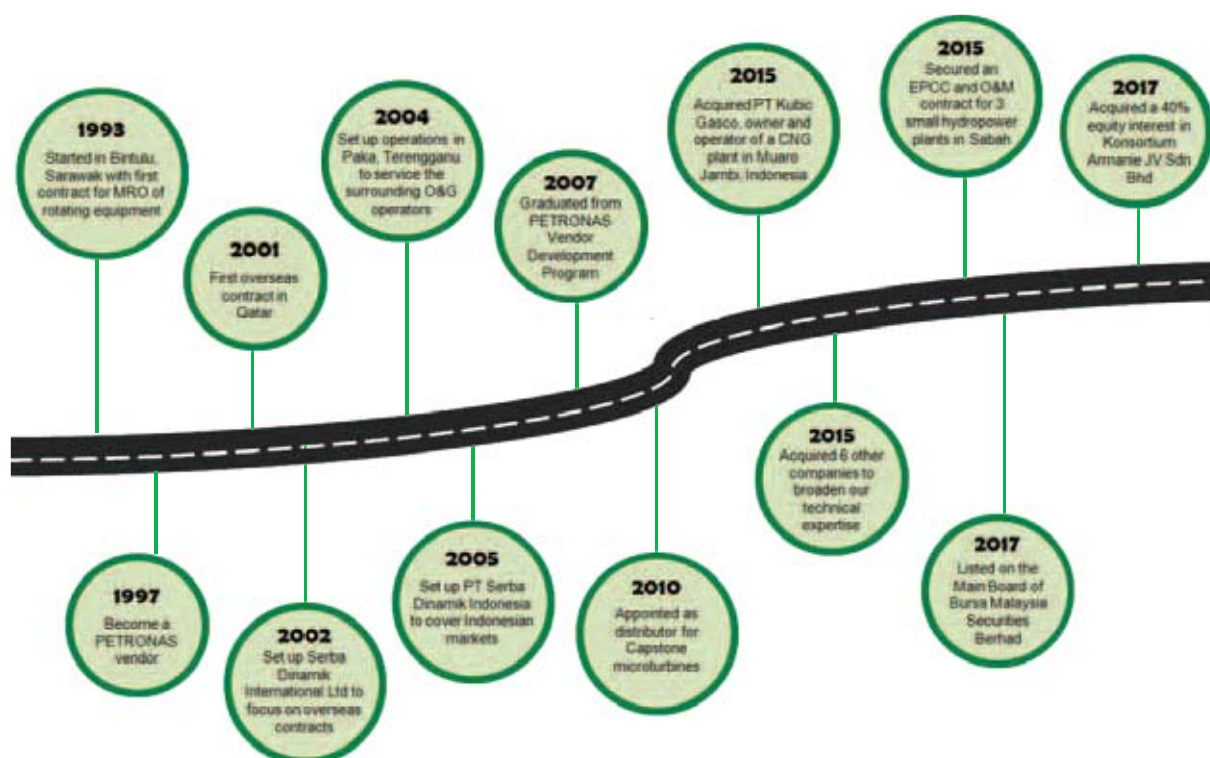 1993
Started in Bintulu,
Sarawak with first
contract for MRO of
rotating equipment
1997
Become a
PETRONAS
vendor
2001
First overseas
contract in
Qatar
2002
Set up Serba
Dinamik
International Ltd to
focus on overseas
contracts
2004
Set up operations in
Paka, Terengganu
to service the
surrounding O&G
operators
2005
Set up PT Serba
Dinamik Indonesia
to cover Indonesian
markets
2007
Graduated from
PETRONAS
Vendor
Development
Program
2010
Appointed as
distributor for
Capstone
microturbines
2015
Acquired PT Kubic
Gasco, owner and
operator of a CNG
plant in Muaro
Jambi, Indonesia
2015
Acquired 6 other
companies to
broaden our
technical
expertise
2015
Secured an
EPCC and O&M
contract for 3
small hydropower
plants in Sabah
2017
Listed on the
Main Board of
Bursa Malaysia
Securities
Berhad
2017
Acquired a 40%
equity interest in
Konsortium
Amanie JV Sdn
Bhd